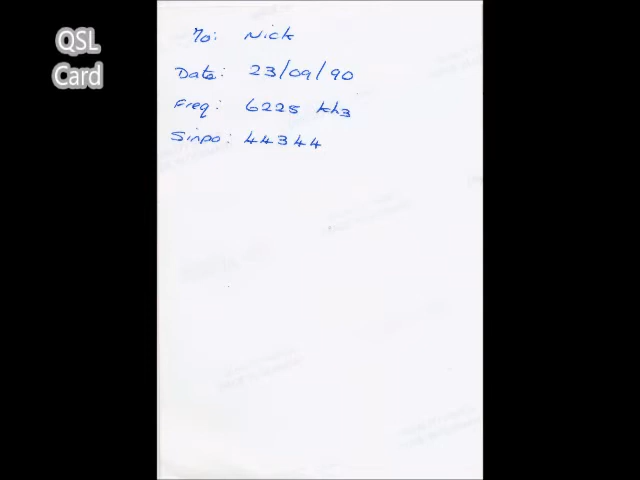 QSL
Card
To: Nick
Date: 23/09/90
Freq: 6225 khz
Sinpo: 44344